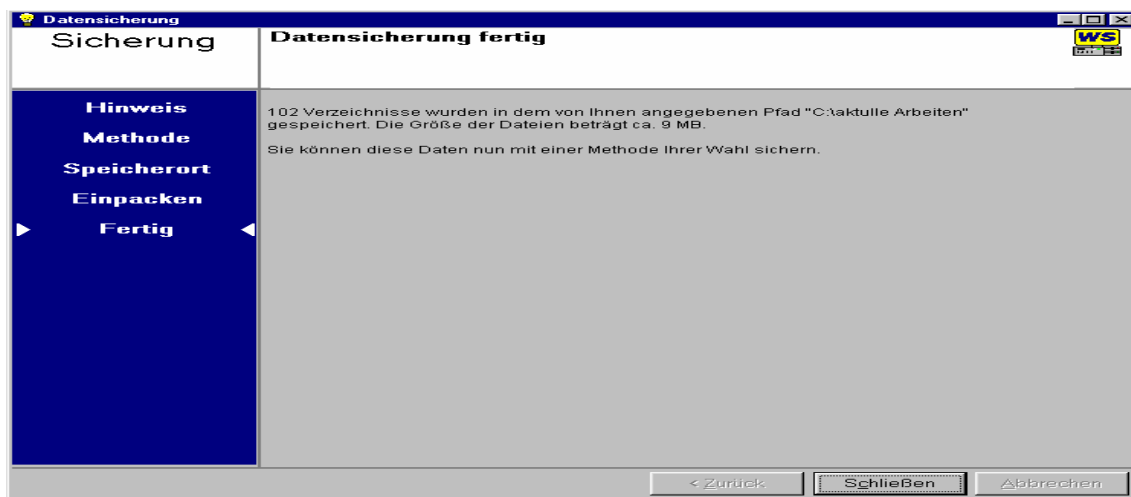 Datensicherung
Sicherung
Datensicherung fertig
WS
Hinweis
Methode
Speicherort
Einpacken
Fertig
102 Verzeichnisse wurden in dem von Ihnen angegebenen Pfad "C:\aktulle Arbeiten"
gespeichert. Die Größe der Dateien beträgt ca. 9 MB.
Sie können diese Daten nun mit einer Methode Ihrer Wahl sichern.
< Zurück
Schließen
Abbrechen